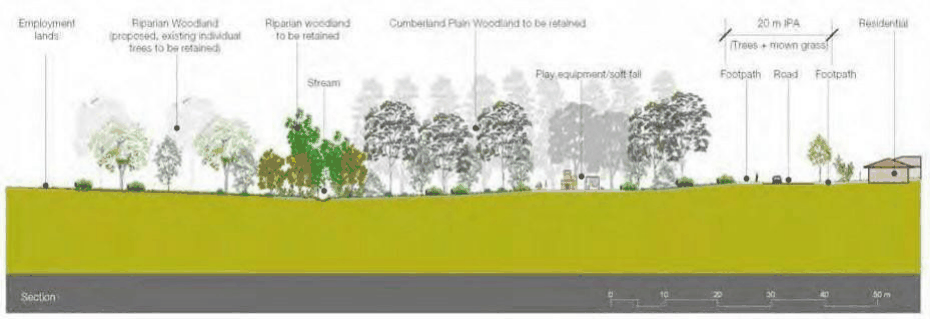 Employment
lands
Riparian Woodland
(proposed, existing individual
trees to be retained)
Riparian woodland
to be retained
Stream
Cumberland Plain Woodland to be retained
Play equipment/soft fall
20 m IPA
(Trees + mown grass)
Footpath
Road
Footpath
Residential
Section
0 10 20 30 40 50 m